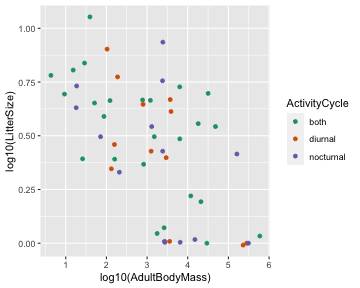 1.00
0.75
0.50
0.25
0.00
log10(LitterSize)
1 2 3 4 5 6
log10(AdultBodyMass)
ActivityCycle
both
diurnal
nocturnal